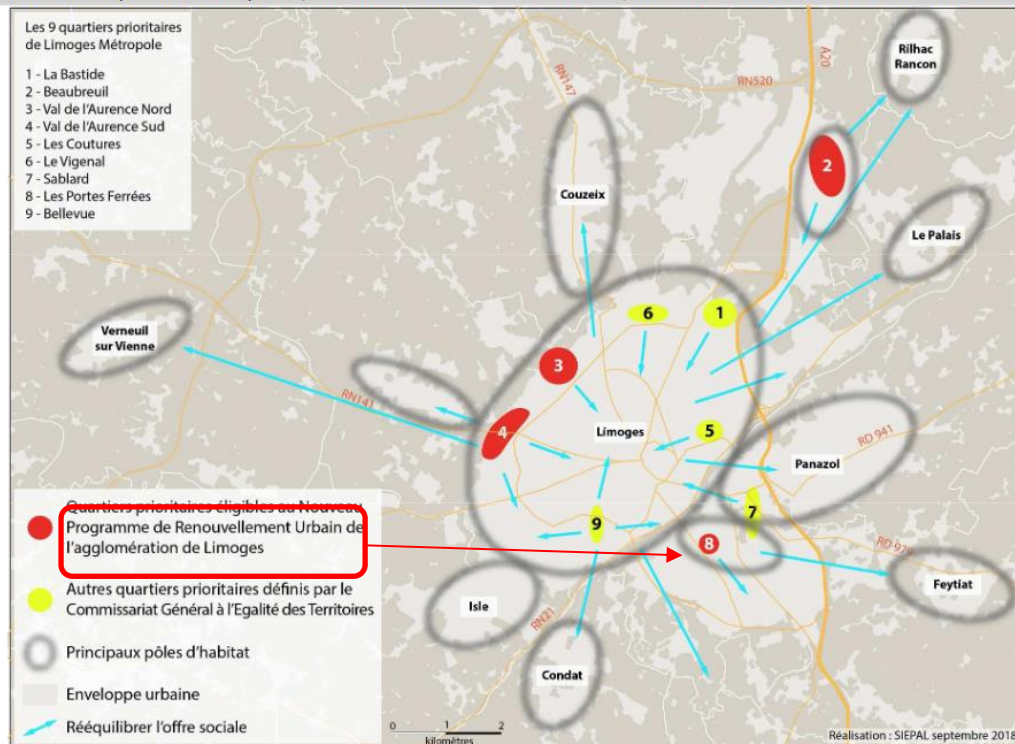 Les 9 quartiers prioritaires
de Limoges Métropole
1 - La Bastide
2 - Beaubreuil
3 - Val de l'Aurence Nord
4 - Val de l'Aurence Sud
5 - Les Coutures
6 - Le Vigenal
7 - Sablard
8 - Les Portes Ferrées
9 - Bellevue
A20
Rilhac
Rancon
RN147
RN520
2
Couzeix
Le Palais
6
1
Verneuil
sur Vienne
3
RN141
4
Limoges
5
RD 941
Panazol
7
9
8
RD 979
Feytiat
Isle
RN21
Condat
Quartiers prioritaires éligibles au Nouveau
Programme de Renouvellement Urbain de
l'agglomération de Limoges
Autres quartiers prioritaires définis par le
Commissariat Général à l'Egalité des Territoires
Principaux pôles d'habitat
Enveloppe urbaine
Rééquilibrer l'offre sociale
0 1 2
kilomètres
Réalisation : SIEPAL septembre 2018